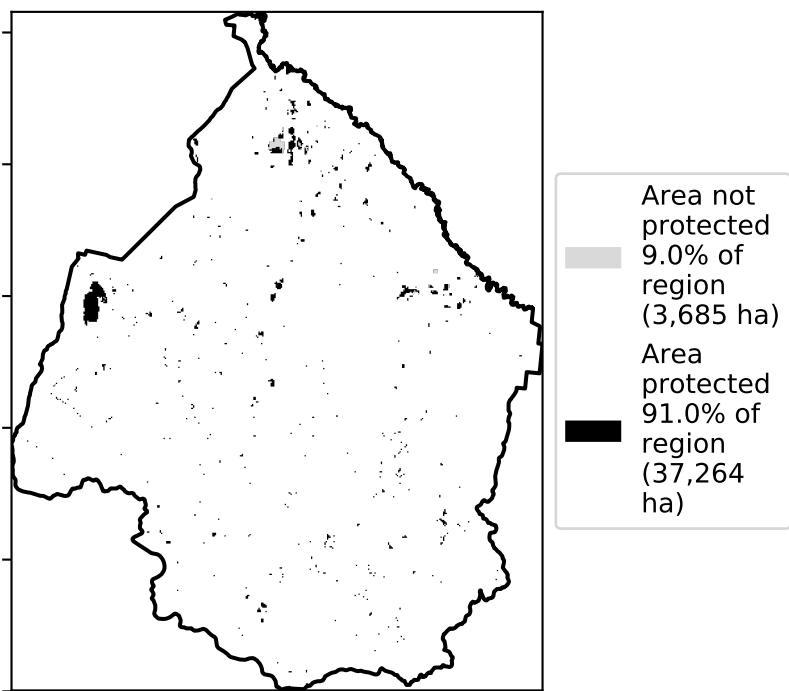 Area not
protected
9.0% of
region
(3,685 ha)
Area
protected
91.0% of
region
(37,264
ha)